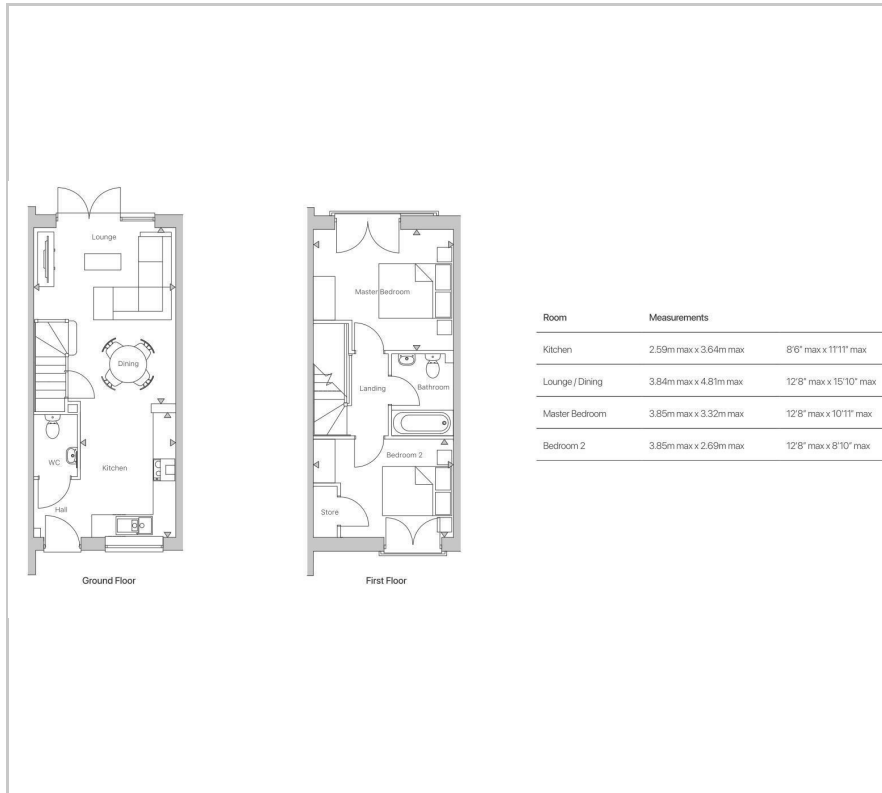 Lounge
Dining
WC
Kitchen
Hall
Ground Floor
Master Bedroom
Landing
Bathroom
Bedroom 2
Store
First Floor
Room Measurements
Kitchen 2.59m max x 3.64m max 8'6" max x 11'11" max
Lounge / Dining 3.84m max x 4.81m max 12'8" max x 15'10" max
Master Bedroom 3.85m max x 3.32m max 12'8" max x 10'11" max
Bedroom 2 3.85m max x 2.69m max 12'8" max x 8'10" max